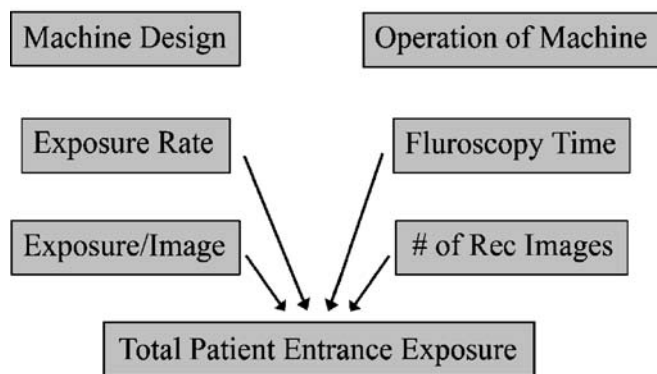 Machine Design
Operation of Machine
Exposure Rate
Fluroscopy Time
Exposure/Image
# of Rec Images
Total Patient Entrance Exposure